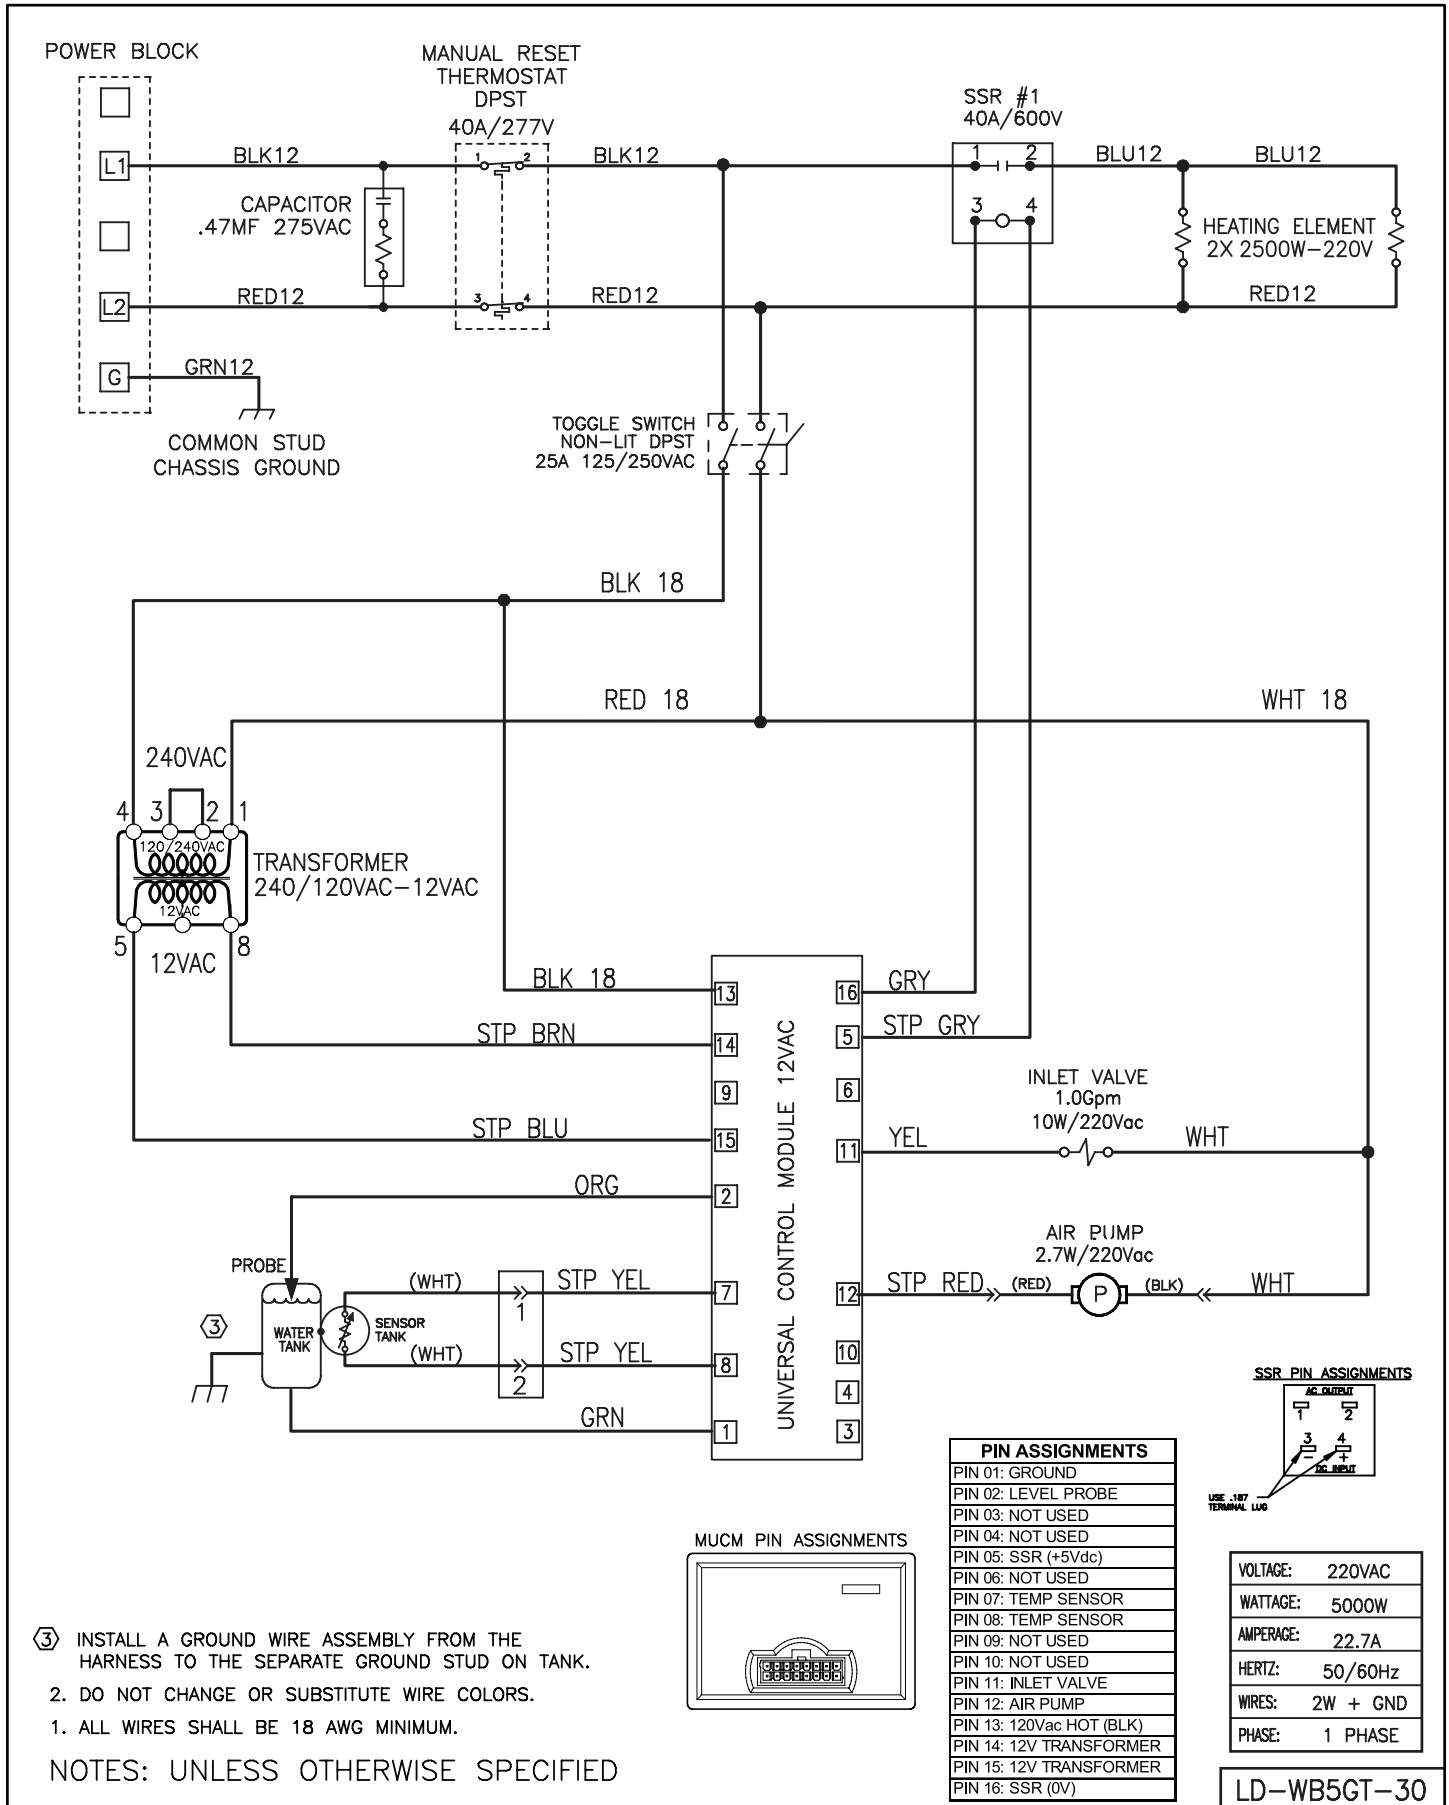 POWER BLOCK
MANUAL RESET
THERMOSTAT
DPST
40A/277V
SSR #1
40A/600V
L1
BLK12
1
2
BLK12
1
2
BLU12
BLU12
CAPACITOR
.47MF 275VAC
3
4
HEATING ELEMENT
2X 2500W-220V
L2
RED12
3
4
RED12
RED12
G
GRN12
COMMON STUD
CHASSIS GROUND
TOGGLE SWITCH
NON-LIT DPST
25A 125/250VAC
BLK 18
RED 18
WHT 18
240VAC
4
3
2
1
120/240VAC
TRANSFORMER
240/120VAC-12VAC
12VAC
5
8
12VAC
BLK 18
13
16
GRY
STP BRN
14
5
STP GRY
9
6
STP BLU
15
11
YEL
INLET VALVE
1.0Gpm
10W/220Vac
WHT
UNIVERSAL CONTROL MODULE 12VAC
ORG
2
AIR PUMP
2.7W/220Vac
PROBE
(WHT)
1
STP YEL
7
12
STP RED
(RED)
P
(BLK)
WHT
3
WATER
TANK
SENSOR
TANK
(WHT)
2
STP YEL
8
10
4
GRN
1
3
SSR PIN ASSIGNMENTS
AC OUTPUT
1
2
3
4
-
+
DC INPUT
USE .187
TERMINAL LUG
PIN ASSIGNMENTS
PIN 01: GROUND
PIN 02: LEVEL PROBE
PIN 03: NOT USED
PIN 04: NOT USED
PIN 05: SSR (+5Vdc)
PIN 06: NOT USED
PIN 07: TEMP SENSOR
PIN 08: TEMP SENSOR
PIN 09: NOT USED
PIN 10: NOT USED
PIN 11: INLET VALVE
PIN 12: AIR PUMP
PIN 13: 120Vac HOT (BLK)
PIN 14: 12V TRANSFORMER
PIN 15: 12V TRANSFORMER
PIN 16: SSR (0V)
MUCM PIN ASSIGNMENTS
VOLTAGE: 220VAC
WATTAGE: 5000W
AMPERAGE: 22.7A
HERTZ: 50/60Hz
WIRES: 2W + GND
PHASE: 1 PHASE
3 INSTALL A GROUND WIRE ASSEMBLY FROM THE
HARNESS TO THE SEPARATE GROUND STUD ON TANK.
2. DO NOT CHANGE OR SUBSTITUTE WIRE COLORS.
1. ALL WIRES SHALL BE 18 AWG MINIMUM.
NOTES: UNLESS OTHERWISE SPECIFIED
LD-WB5GT-30